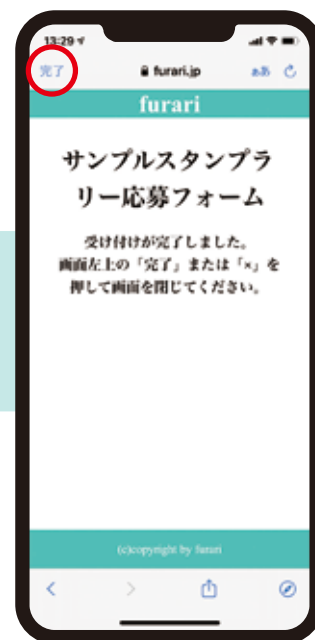 13:29
完了 furari.jp ぁあ
furari
サンプルスタンプラ
リー応募フォーム
受け付けが完了しました。
画面左上の「完了」または「×」を
押して画面を閉じてください。
(c)copyright by furari